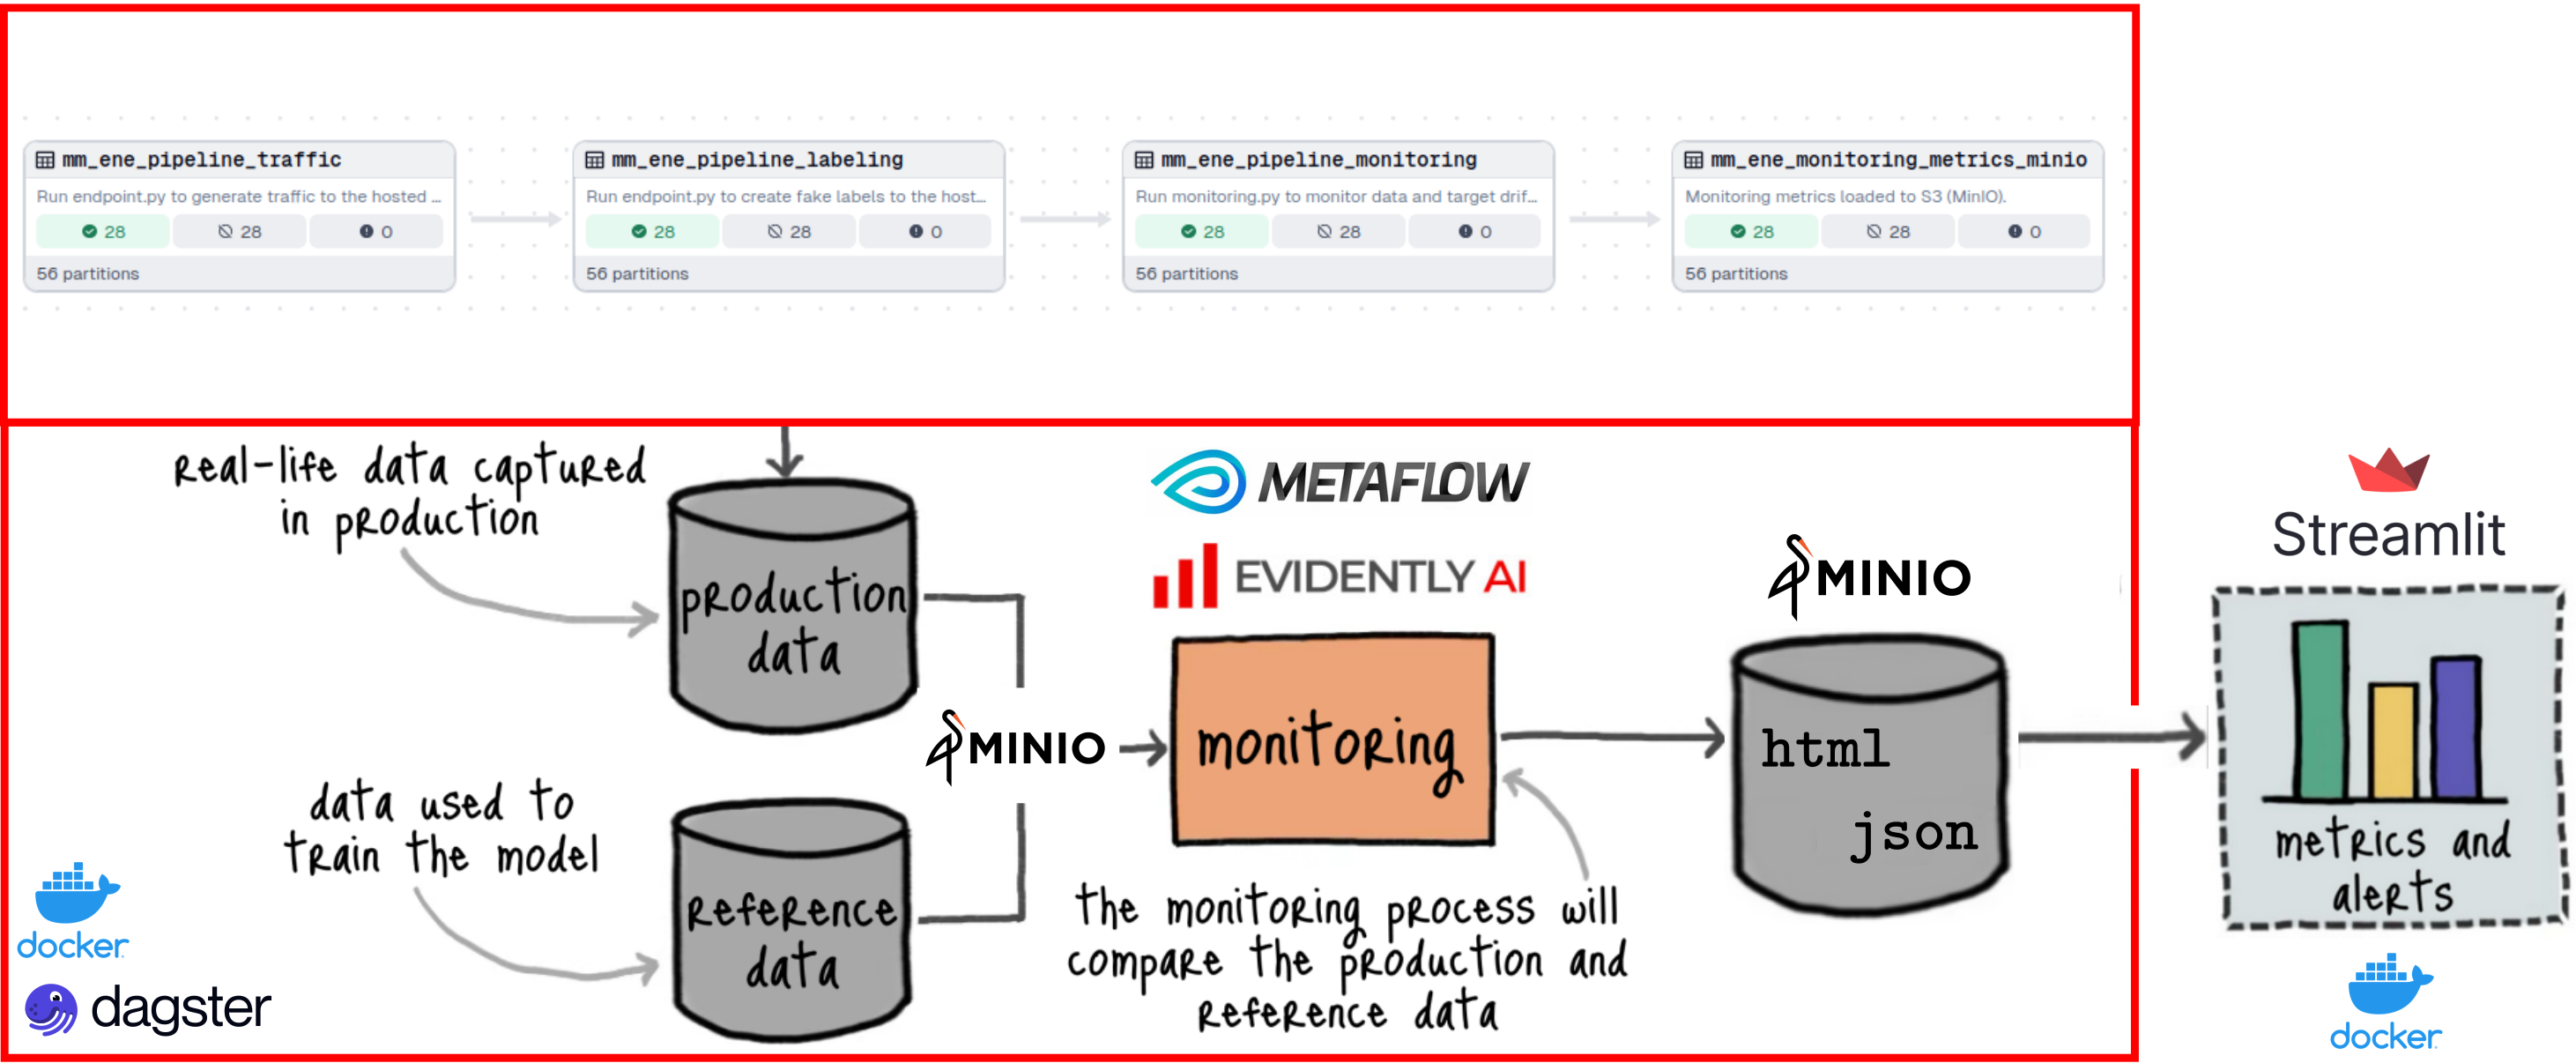 mm_ene_pipeline_traffic
Run endpoint.py to generate traffic to the hosted ...
28 28 0
56 partitions
mm_ene_pipeline_labeling
Run endpoint.py to create fake labels to the host...
28 28 0
56 partitions
mm_ene_pipeline_monitoring
Run monitoring.py to monitor data and target drif...
28 28 0
56 partitions
mm_ene_monitoring_metrics_minio
Monitoring metrics loaded to S3 (MinIO).
28 28 0
56 partitions
real-life data captured
in production
production
data
data used to
train the model
reference
data
docker
dagster
MINIO
METAFLOW
EVIDENTLY AI
monitoring
the monitoring process will
compare the production and
reference data
MINIO
html
json
Streamlit
metrics and
alerts
docker